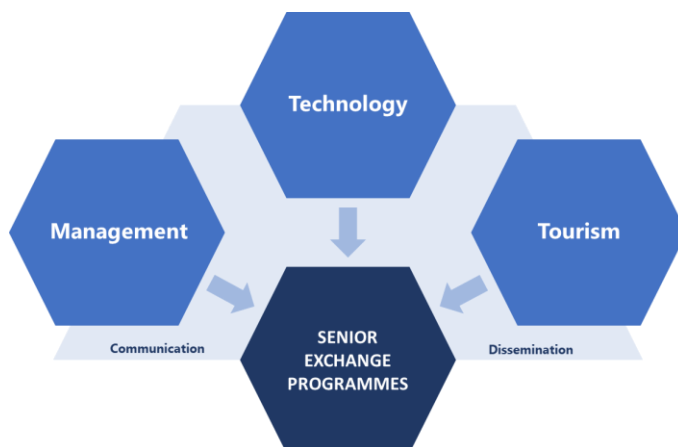 Technology
Management
Tourism
Communication
SENIOR
EXCHANGE
PROGRAMMES
Dissemination